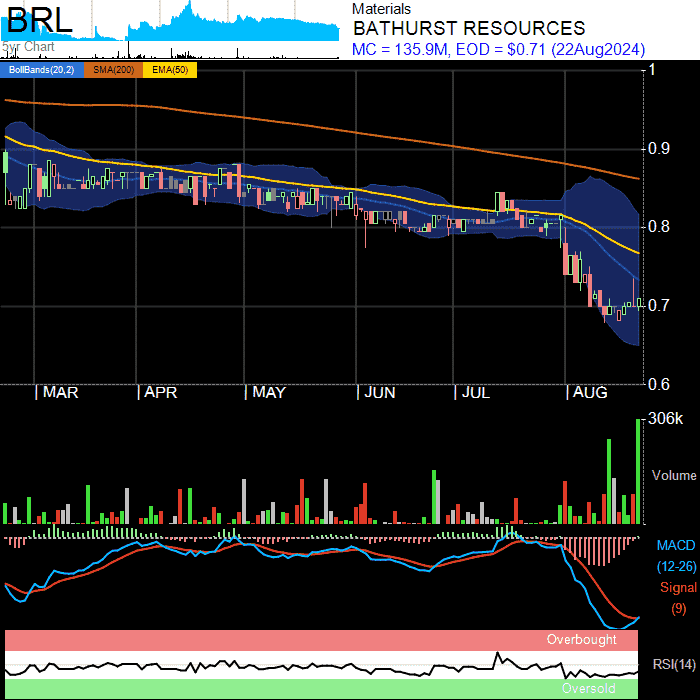 BRL
5yr Chart
Materials
BATHURST RESOURCES
MC = 135.9M, EOD = $0.71 (22Aug2024)
BollBands(20,2) SMA(200) EMA(50)
1
0.9
0.8
0.7
0.6
| MAR | APR | MAY | JUN | JUL | AUG
306k
Volume
MACD
(12-26)
Signal
(9)
Overbought
RSI(14)
Oversold